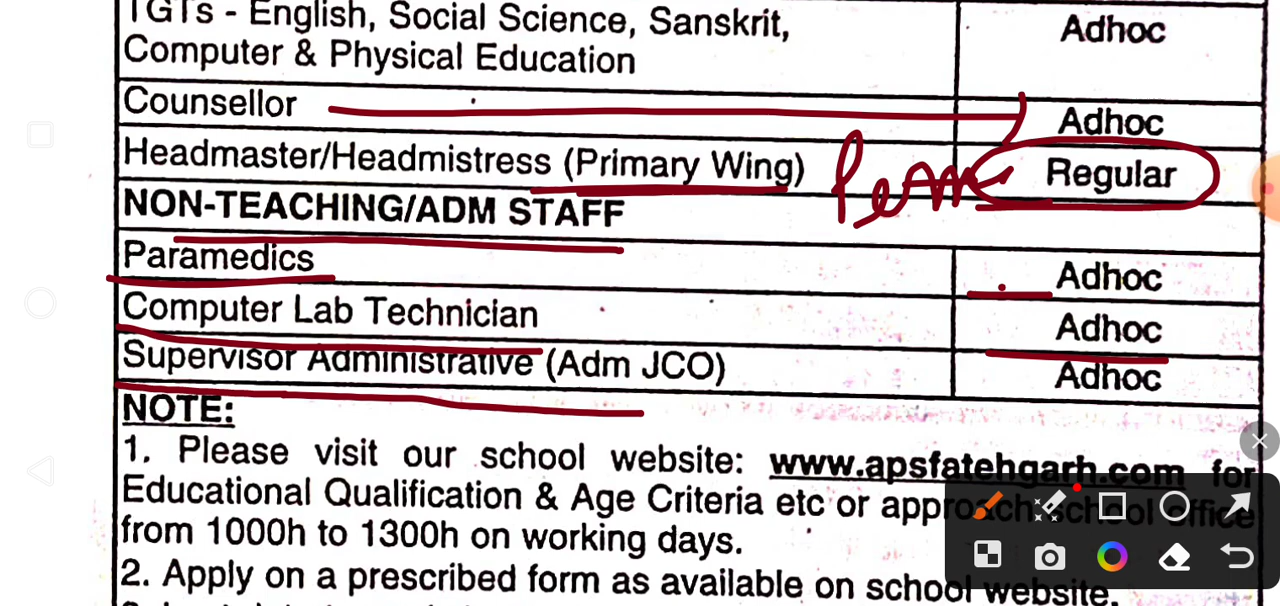 TGTs - English, Social Science, Sanskrit,
Computer & Physical Education
Adhoc
Counsellor
Adhoc
Headmaster/Headmistress (Primary Wing)
Regular
NON-TEACHING/ADM STAFF
Paramedics
Adhoc
Computer Lab Technician
Adhoc
Supervisor Administrative (Adm JCO)
Adhoc
NOTE:
1. Please visit our school website: www.apsfatehgarh.com for
Educational Qualification & Age Criteria etc or approach school office
from 1000h to 1300h on working days.
2. Apply on a prescribed form as available on school website.